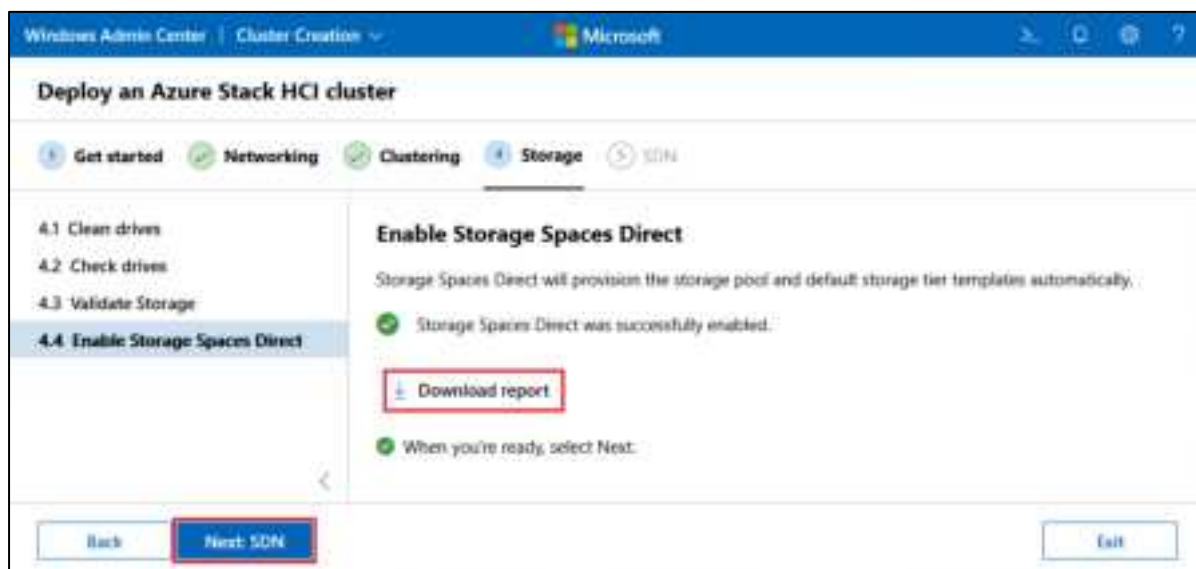 Windows Admin Center | Cluster Creation
Microsoft
?
Deploy an Azure Stack HCI cluster
Get started
Networking
Clustering
4 Storage
5 SDN
4.1 Clean drives
4.2 Check drives
4.3 Validate Storage
4.4 Enable Storage Spaces Direct
Enable Storage Spaces Direct
Storage Spaces Direct will provision the storage pool and default storage tier templates automatically.
Storage Spaces Direct was successfully enabled.
Download report
When you're ready, select Next.
Back
Next: SDN
Exit